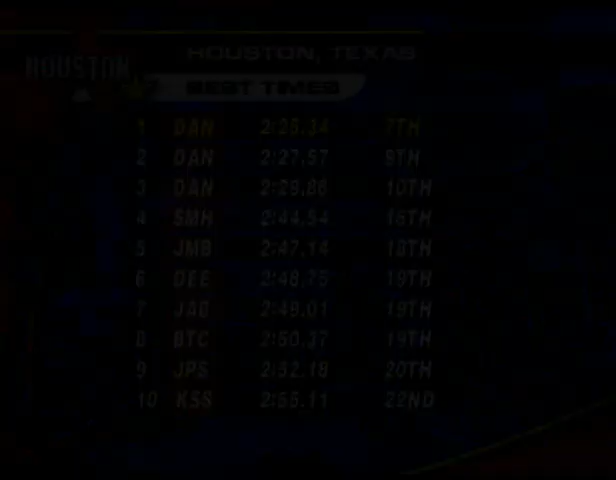 HOUSTON, TEXAS
HOUSTON
BEST TIMES
1 DAN 2:26.34 7TH
2 DAN 2:27.57 9TH
3 DAN 2:29.86 10TH
4 SMH 2:44.54 16TH
5 JMB 2:47.14 18TH
6 DEE 2:48.75 19TH
7 JAG 2:49.01 19TH
8 BTC 2:50.37 19TH
9 JPS 2:52.18 20TH
10 KSS 2:55.11 22ND